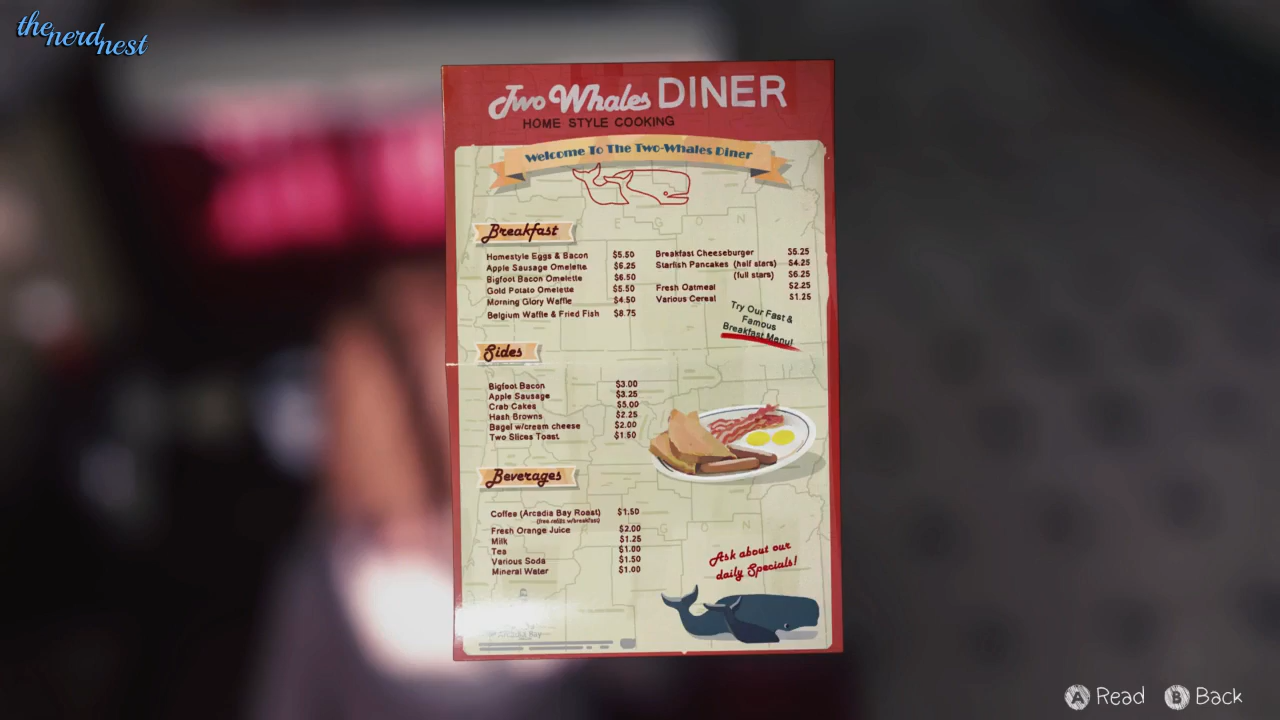 the nerd nest
Two Whales DINER
HOME STYLE COOKING
Welcome To The Two-Whales Diner
OREGON
Breakfast
Homestyle Eggs & Bacon $5.50
Apple Sausage Omelette $6.25
Bigfoot Bacon Omelette $6.50
Gold Potato Omelette $5.50
Morning Glory Waffle $4.50
Belgium Waffle & Fried Fish $8.75
Breakfast Cheeseburger $5.25
Starfish Pancakes (half stars) $4.25
(full stars) $6.25
Fresh Oatmeal $2.25
Various Cereal $1.25
Try Our Fast &
Famous
Breakfast Menu!
Sides
Bigfoot Bacon $3.00
Apple Sausage $3.25
Crab Cakes $5.00
Hash Browns $2.25
Bagel w/cream cheese $2.00
Two Slices Toast $1.50
Beverages
Coffee (Arcadia Bay Roast) $1.50
(free refills w/breakfast)
Fresh Orange Juice $2.00
Milk $1.25
Tea $1.00
Various Soda $1.50
Mineral Water $1.00
Ask about our
daily Specials!
Arcadia Bay
A Read B Back